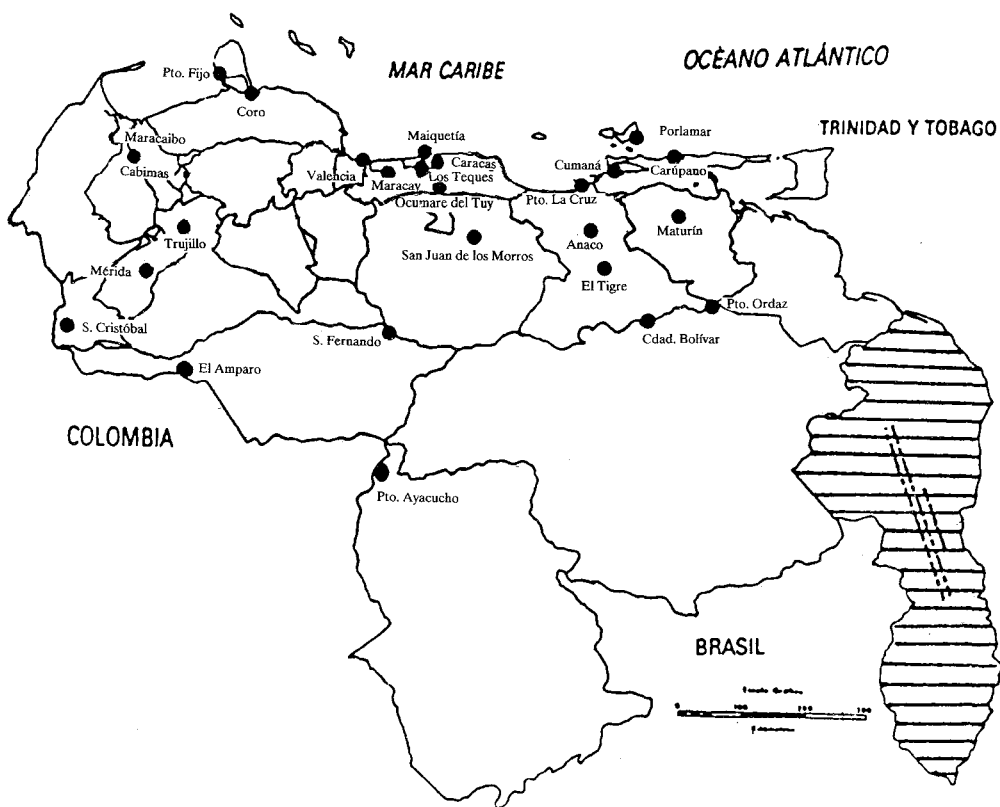 MAR CARIBE
OCÉANO ATLÁNTICO
TRINIDAD Y TOBAGO
Pto. Fijo
Coro
Maracaibo
Cabimas
Valencia
Maracay
Maiquetía
Caracas
Los Teques
Ocumare del Tuy
Porlamar
Cumaná
Carúpano
Pto. La Cruz
Trujillo
San Juan de los Morros
Anaco
Maturín
Mérida
El Tigre
S. Cristóbal
S. Fernando
Pto. Ordaz
Cdad. Bolívar
El Amparo
COLOMBIA
Pto. Ayacucho
BRASIL
0 100